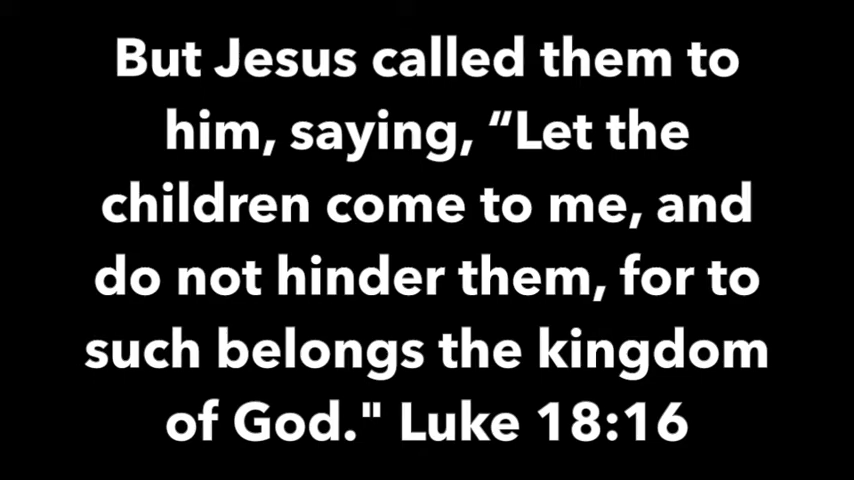 But Jesus called them to
him, saying, “Let the
children come to me, and
do not hinder them, for to
such belongs the kingdom
of God." Luke 18:16